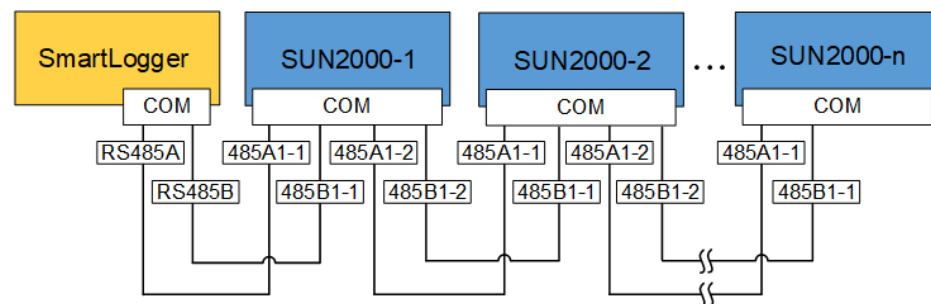 SmartLogger
SUN2000-1
SUN2000-2
...
SUN2000-n
COM
COM
COM
COM
RS485A
485A1-1
485A1-2
485A1-1
485A1-2
485A1-1
RS485B
485B1-1
485B1-2
485B1-1
485B1-2
485B1-1